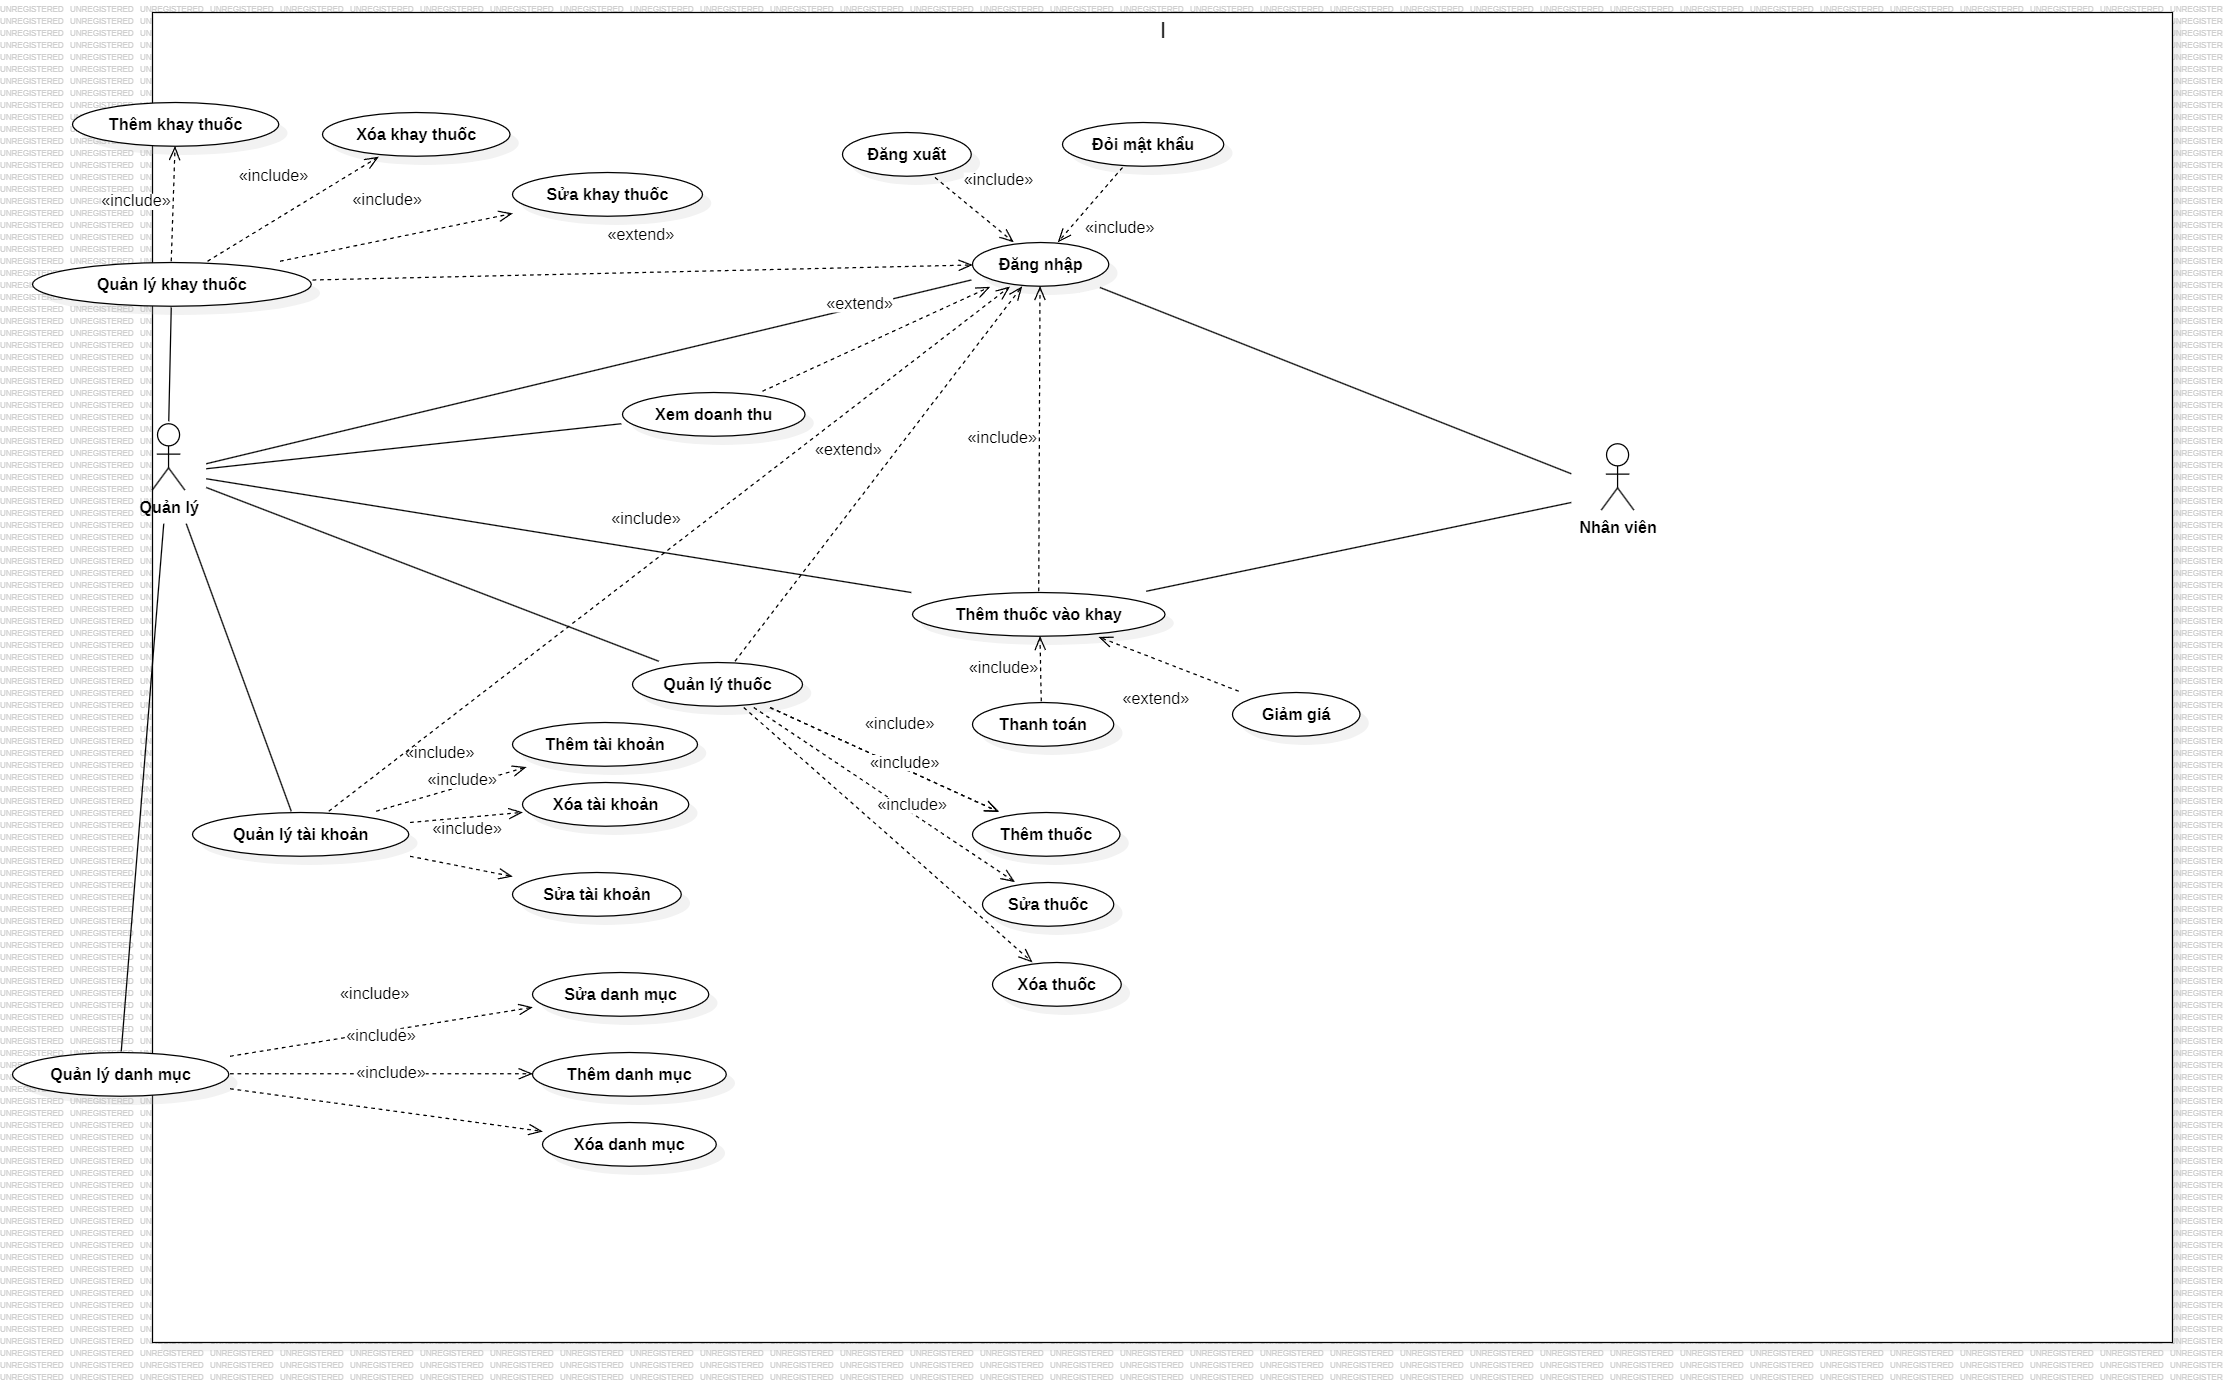 Thêm khay thuốc
Xóa khay thuốc
Đăng xuất
Đỏi mật khẩu
«include»
«include»
«include»
«include»
Sửa khay thuốc
«extend»
«include»
Quản lý khay thuốc
Đăng nhập
«extend»
Xem doanh thu
«extend»
«include»
Quản lý
Nhân viên
«include»
Thêm thuốc vào khay
«include»
Quản lý thuốc
«extend»
Giảm giá
Thanh toán
«include»
Thêm tài khoản
«include»
«include»
«include»
Xóa tài khoản
«include»
«include»
Quản lý tài khoản
Thêm thuốc
Sửa tài khoản
Sửa thuốc
Xóa thuốc
«include»
Sửa danh mục
«include»
Quản lý danh mục
«include»
Thêm danh mục
Xóa danh mục
UNREGISTERED